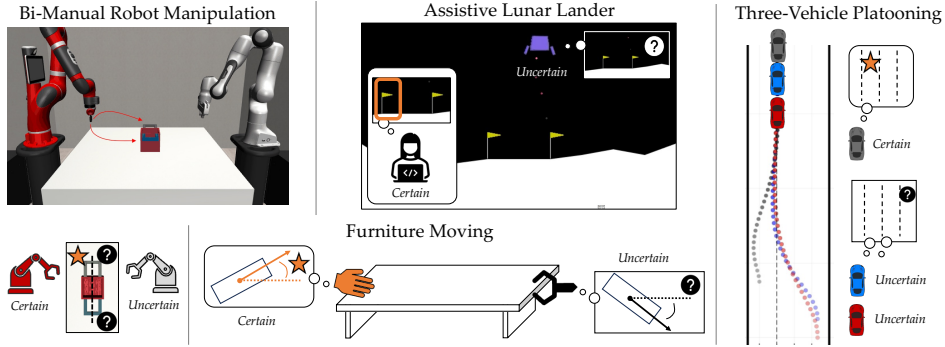 Bi-Manual Robot Manipulation
Assistive Lunar Lander
Three-Vehicle Platooning
?
Uncertain
</>
Certain
Certain
?
Furniture Moving
?
?
Certain
Uncertain
Certain
Uncertain
?
Uncertain
Uncertain